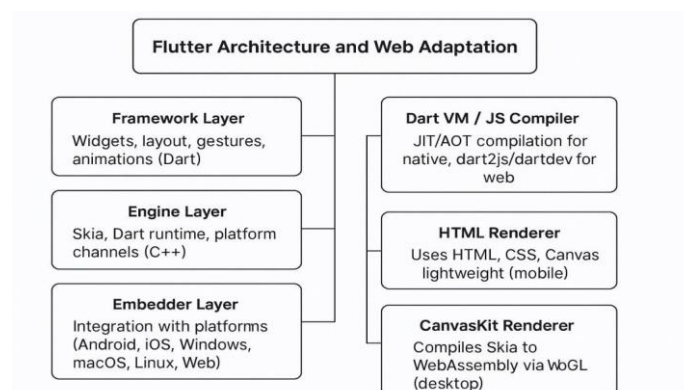 Flutter Architecture and Web Adaptation
Framework Layer
Widgets, layout, gestures,
animations (Dart)
Engine Layer
Skia, Dart runtime, platform
channels (C++)
Embedder Layer
Integration with platforms
(Android, iOS, Windows,
macOS, Linux, Web)
Dart VM / JS Compiler
JIT/AOT compilation for
native, dart2js/dartdev for
web
HTML Renderer
Uses HTML, CSS, Canvas
lightweight (mobile)
CanvasKit Renderer
Compiles Skia to
WebAssembly via WoGL
(desktop)